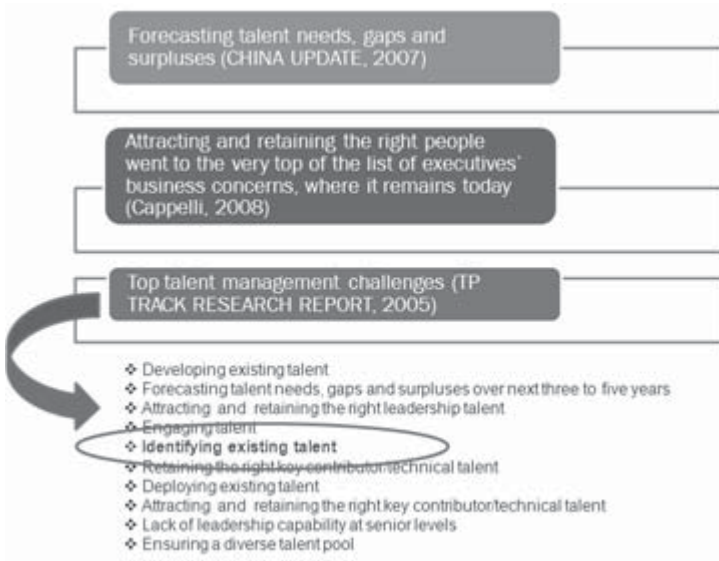 Forecasting talent needs, gaps and
surpluses (CHINA UPDATE, 2007)
Attracting and retaining the right people
went to the very top of the list of executives'
business concerns, where it remains today
(Cappelli, 2008)
Top talent management challenges (TP
TRACK RESEARCH REPORT, 2005)
❖ Developing existing talent
❖ Forecasting talent needs, gaps and surpluses over next three to five years
❖ Attracting and retaining the right leadership talent
❖ Engaging talent
❖ Identifying existing talent
❖ Retaining the right key contributor/technical talent
❖ Deploying existing talent
❖ Attracting and retaining the right key contributor/technical talent
❖ Lack of leadership capability at senior levels
❖ Ensuring a diverse talent pool